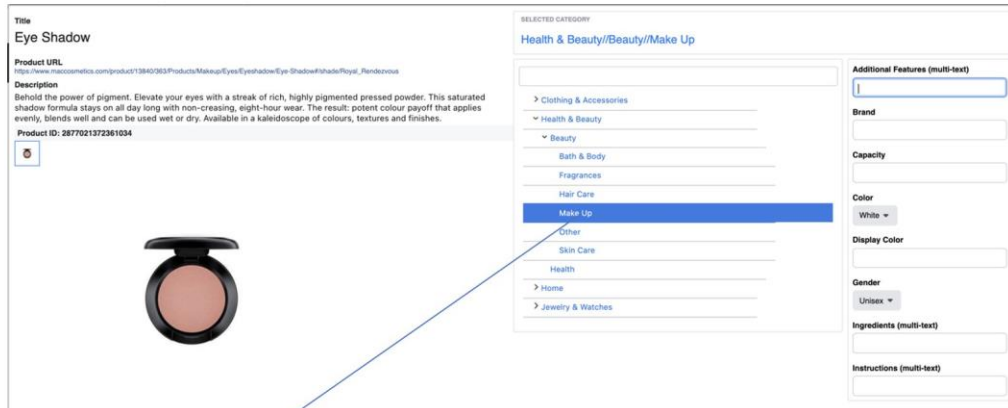 Title
Eye Shadow
Product URL
https://www.maccosmetics.com/product/13840/363/Products/Makeup/Eyes/Eyeshadow/Eye-Shadow#/shade/Royal_Rendezvous
Description
Behold the power of pigment. Elevate your eyes with a streak of rich, highly pigmented pressed powder. This saturated
shadow formula stays on all day long with non-creasing, eight-hour wear. The result: potent colour payoff that applies
evenly, blends well and can be used wet or dry. Available in a kaleidoscope of colours, textures and finishes.
Product ID: 2877021372361034
SELECTED CATEGORY
Health & Beauty//Beauty//Make Up
Clothing & Accessories
Health & Beauty
Beauty
Bath & Body
Fragrances
Hair Care
Make Up
Other
Skin Care
Health
Home
Jewelry & Watches
Additional Features (multi-text)
Brand
Capacity
Color
White
Display Color
Gender
Unisex
Ingredients (multi-text)
Instructions (multi-text)